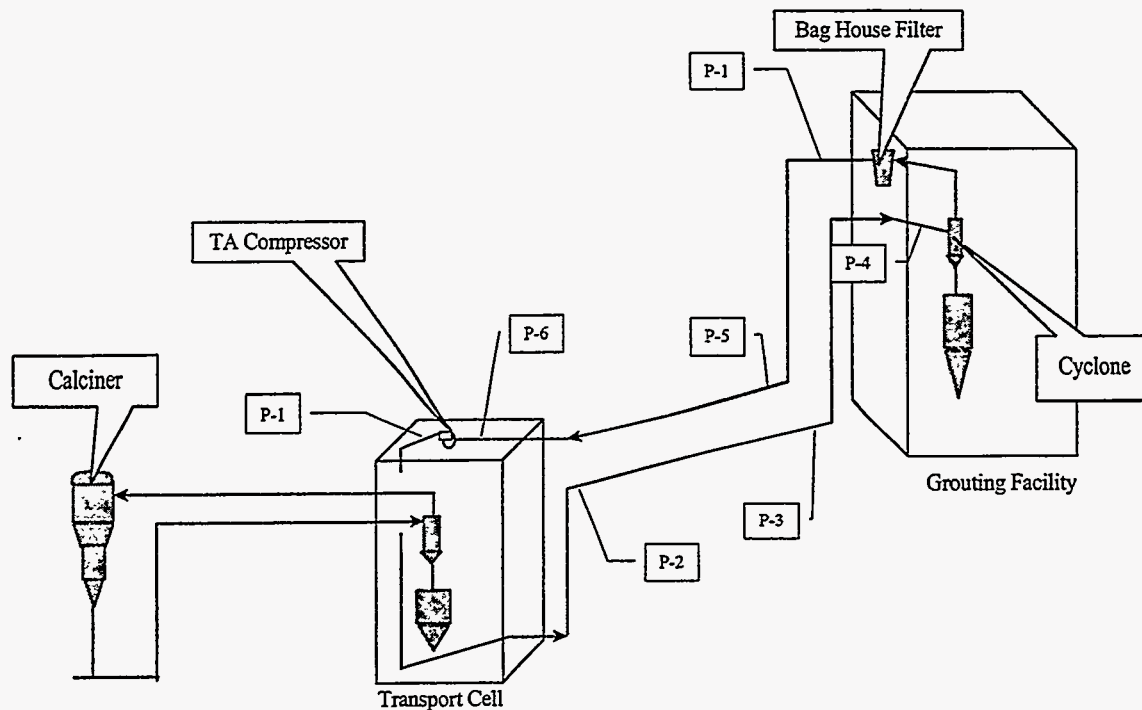 Bag House Filter
P-1
TA Compressor
P-4
P-6
P-5
Calciner
Cyclone
P-1
Grouting Facility
P-3
P-2
Transport Cell